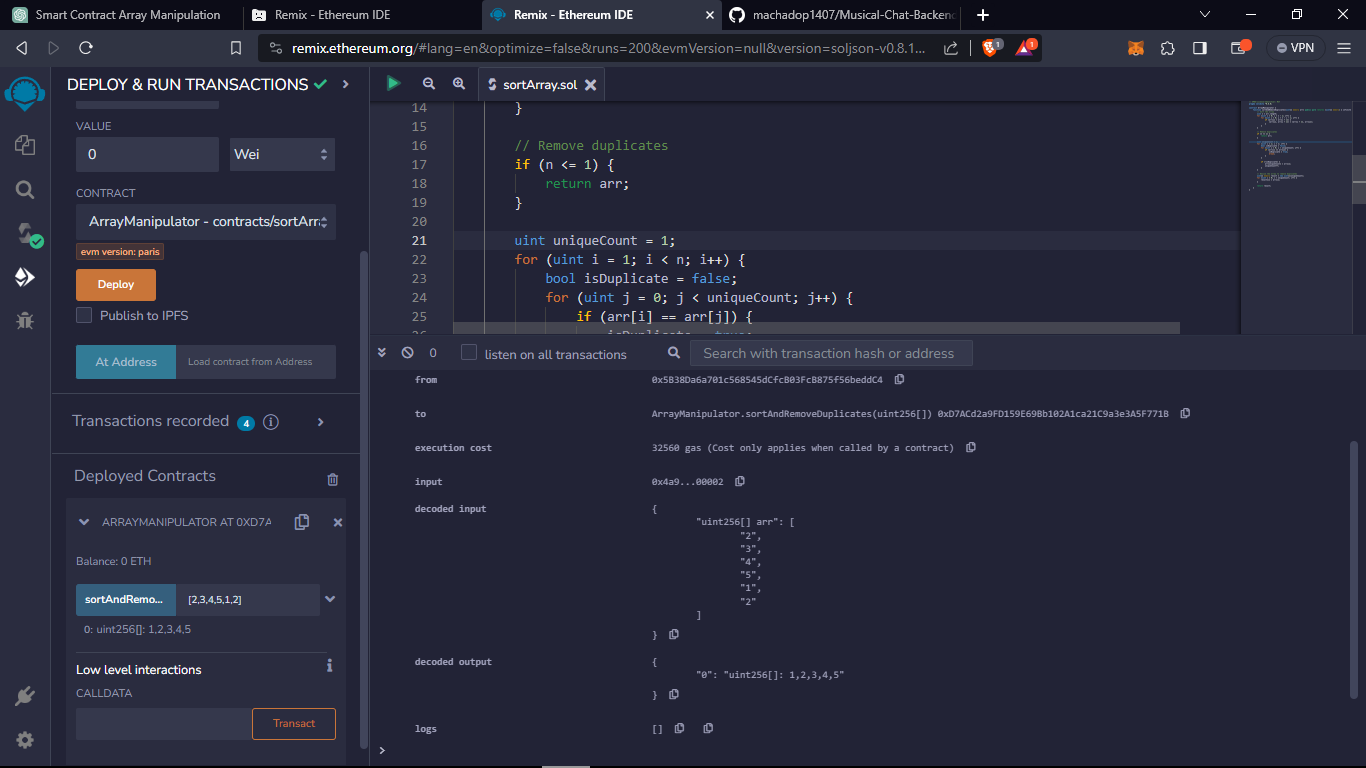 Smart Contract Array Manipulation
Remix - Ethereum IDE
Remix - Ethereum IDE
machadop1407/Musical-Chat-Backend
remix.ethereum.org/#lang=en&optimize=false&runs=200&evmVersion=null&version=soljson-v0.8.1...
1
1
VPN
DEPLOY & RUN TRANSACTIONS
VALUE
0
Wei
CONTRACT
ArrayManipulator - contracts/sortArra
evm version: paris
Deploy
Publish to IPFS
At Address
Load contract from Address
Transactions recorded 4 i
Deployed Contracts
ARRAYMANIPULATOR AT 0XD7A
Balance: 0 ETH
sortAndRemo...
[2,3,4,5,1,2]
0: uint256[]: 1,2,3,4,5
Low level interactions
CALLDATA
Transact
sortArray.sol
14 }
15
16 // Remove duplicates
17 if (n <= 1) {
18 return arr;
19 }
20
21 uint uniqueCount = 1;
22 for (uint i = 1; i < n; i++) {
23 bool isDuplicate = false;
24 for (uint j = 0; j < uniqueCount; j++) {
25 if (arr[i] == arr[j]) {
26 isDuplicate = true;
0
listen on all transactions
Search with transaction hash or address
from 0x5B38Da6a701c568545dCfcB03FcB875f56beddC4
to ArrayManipulator.sortAndRemoveDuplicates(uint256[]) 0xD7ACd2a9FD159E69Bb102A1ca21C9a3e3A5F771B
execution cost 32560 gas (Cost only applies when called by a contract)
input 0x4a9...00002
decoded input {
"uint256[] arr": [
"2",
"3",
"4",
"5",
"1",
"2"
]
}
decoded output {
"0": "uint256[]: 1,2,3,4,5"
}
logs []
>